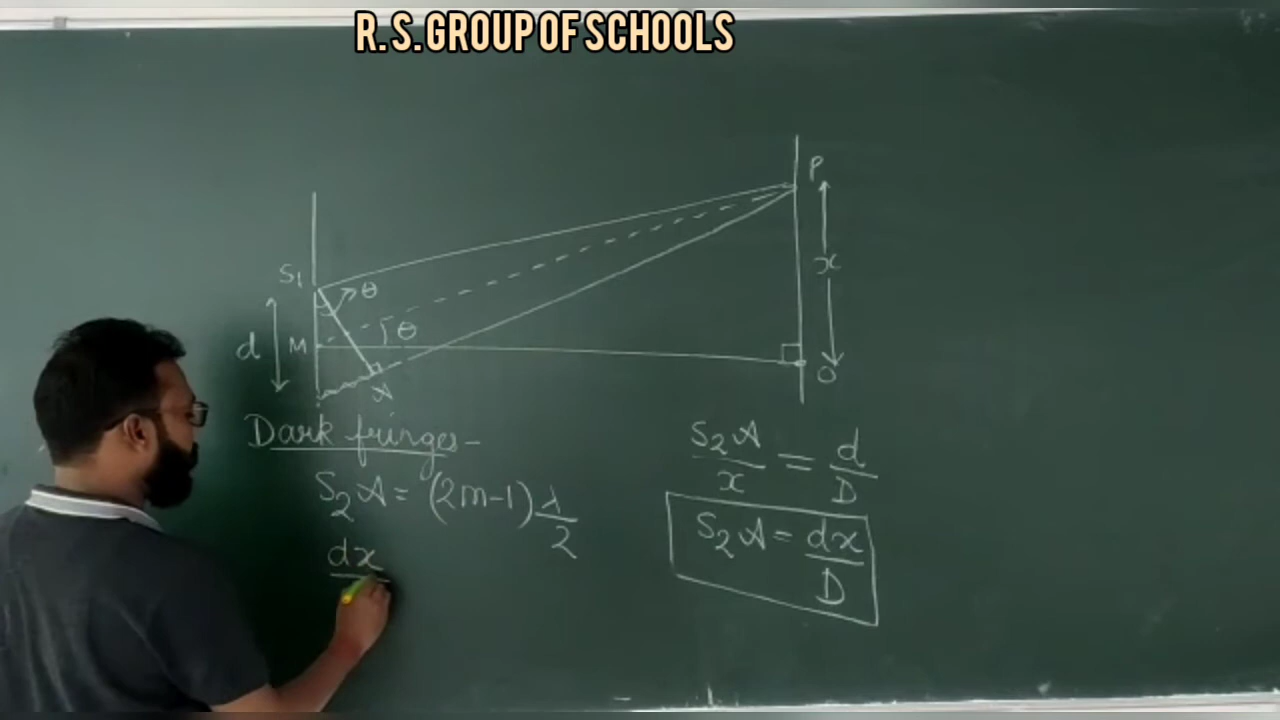 R. S. GROUP OF SCHOOLS
P
S₁
θ
x
θ
d
M
A
O
Dark fringes-
S₂A = (2m-1) λ/2
dx
S₂A/x = d/D
S₂A = dx/D